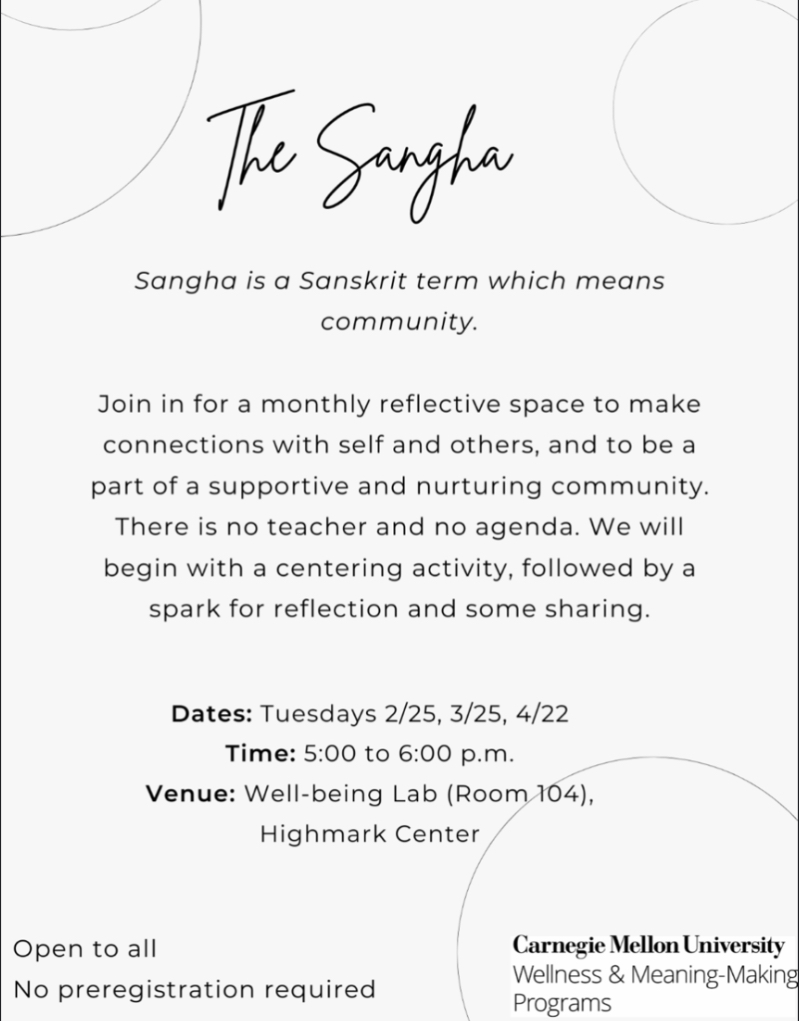 The Sangha
Sangha is a Sanskrit term which means
community.
Join in for a monthly reflective space to make
connections with self and others, and to be a
part of a supportive and nurturing community.
There is no teacher and no agenda. We will
begin with a centering activity, followed by a
spark for reflection and some sharing.
Dates: Tuesdays 2/25, 3/25, 4/22
Time: 5:00 to 6:00 p.m.
Venue: Well-being Lab (Room 104),
Highmark Center
Open to all
No preregistration required
Carnegie Mellon University
Wellness & Meaning-Making
Programs